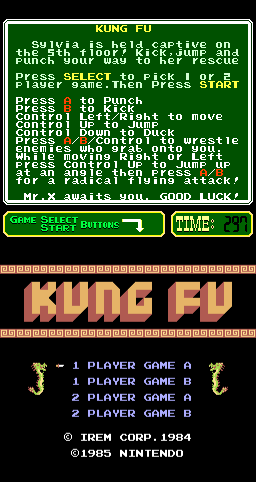 KUNG FU
Sylvia is held captive on
the 5th floor! Kick,jump and
punch your way to her rescue
Press SELECT to pick 1 or 2
player game.Then Press START
Press A to Punch
Press B to Kick
Control Left/Right to move
Control Up to Jump
Control Down to Duck
Press A/B/Control to wrestle
enemies who grab onto you.
While moving Right or Left
press Control Up to Jump up
at an angle then press A/B
for a radical flying attack!
Mr.X awaits you. GOOD LUCK!
GAME SELECT
START BUTTONS
TIME: 297
KUNG FU
1 PLAYER GAME A
1 PLAYER GAME B
2 PLAYER GAME A
2 PLAYER GAME B
© IREM CORP.1984
©1985 NINTENDO